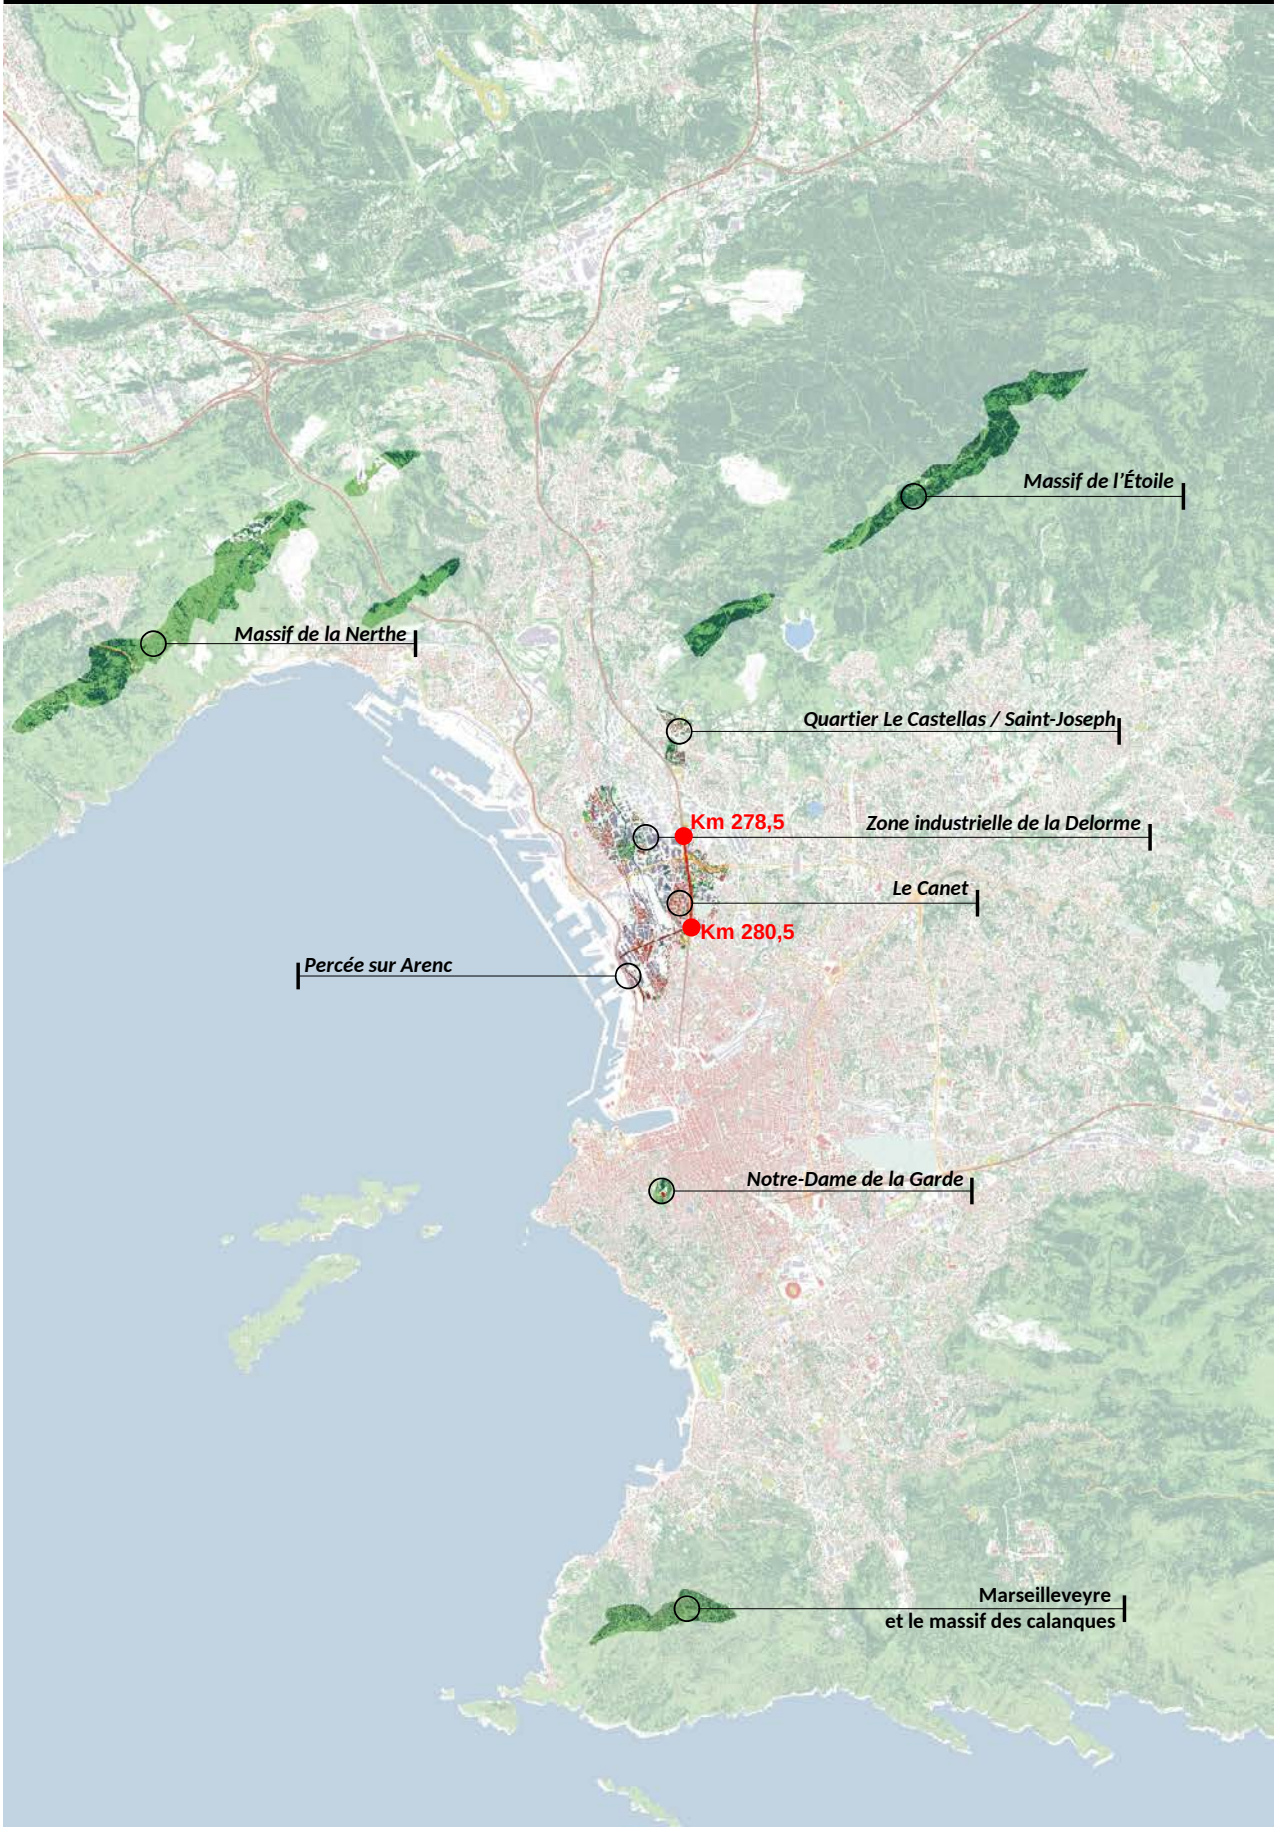 Massif de l’Étoile
Massif de la Nerthe
Quartier Le Castellas / Saint-Joseph
Km 278,5
Zone industrielle de la Delorme
Le Canet
Km 280,5
Percée sur Arenc
Notre-Dame de la Garde
Marseilleveyre
et le massif des calanques